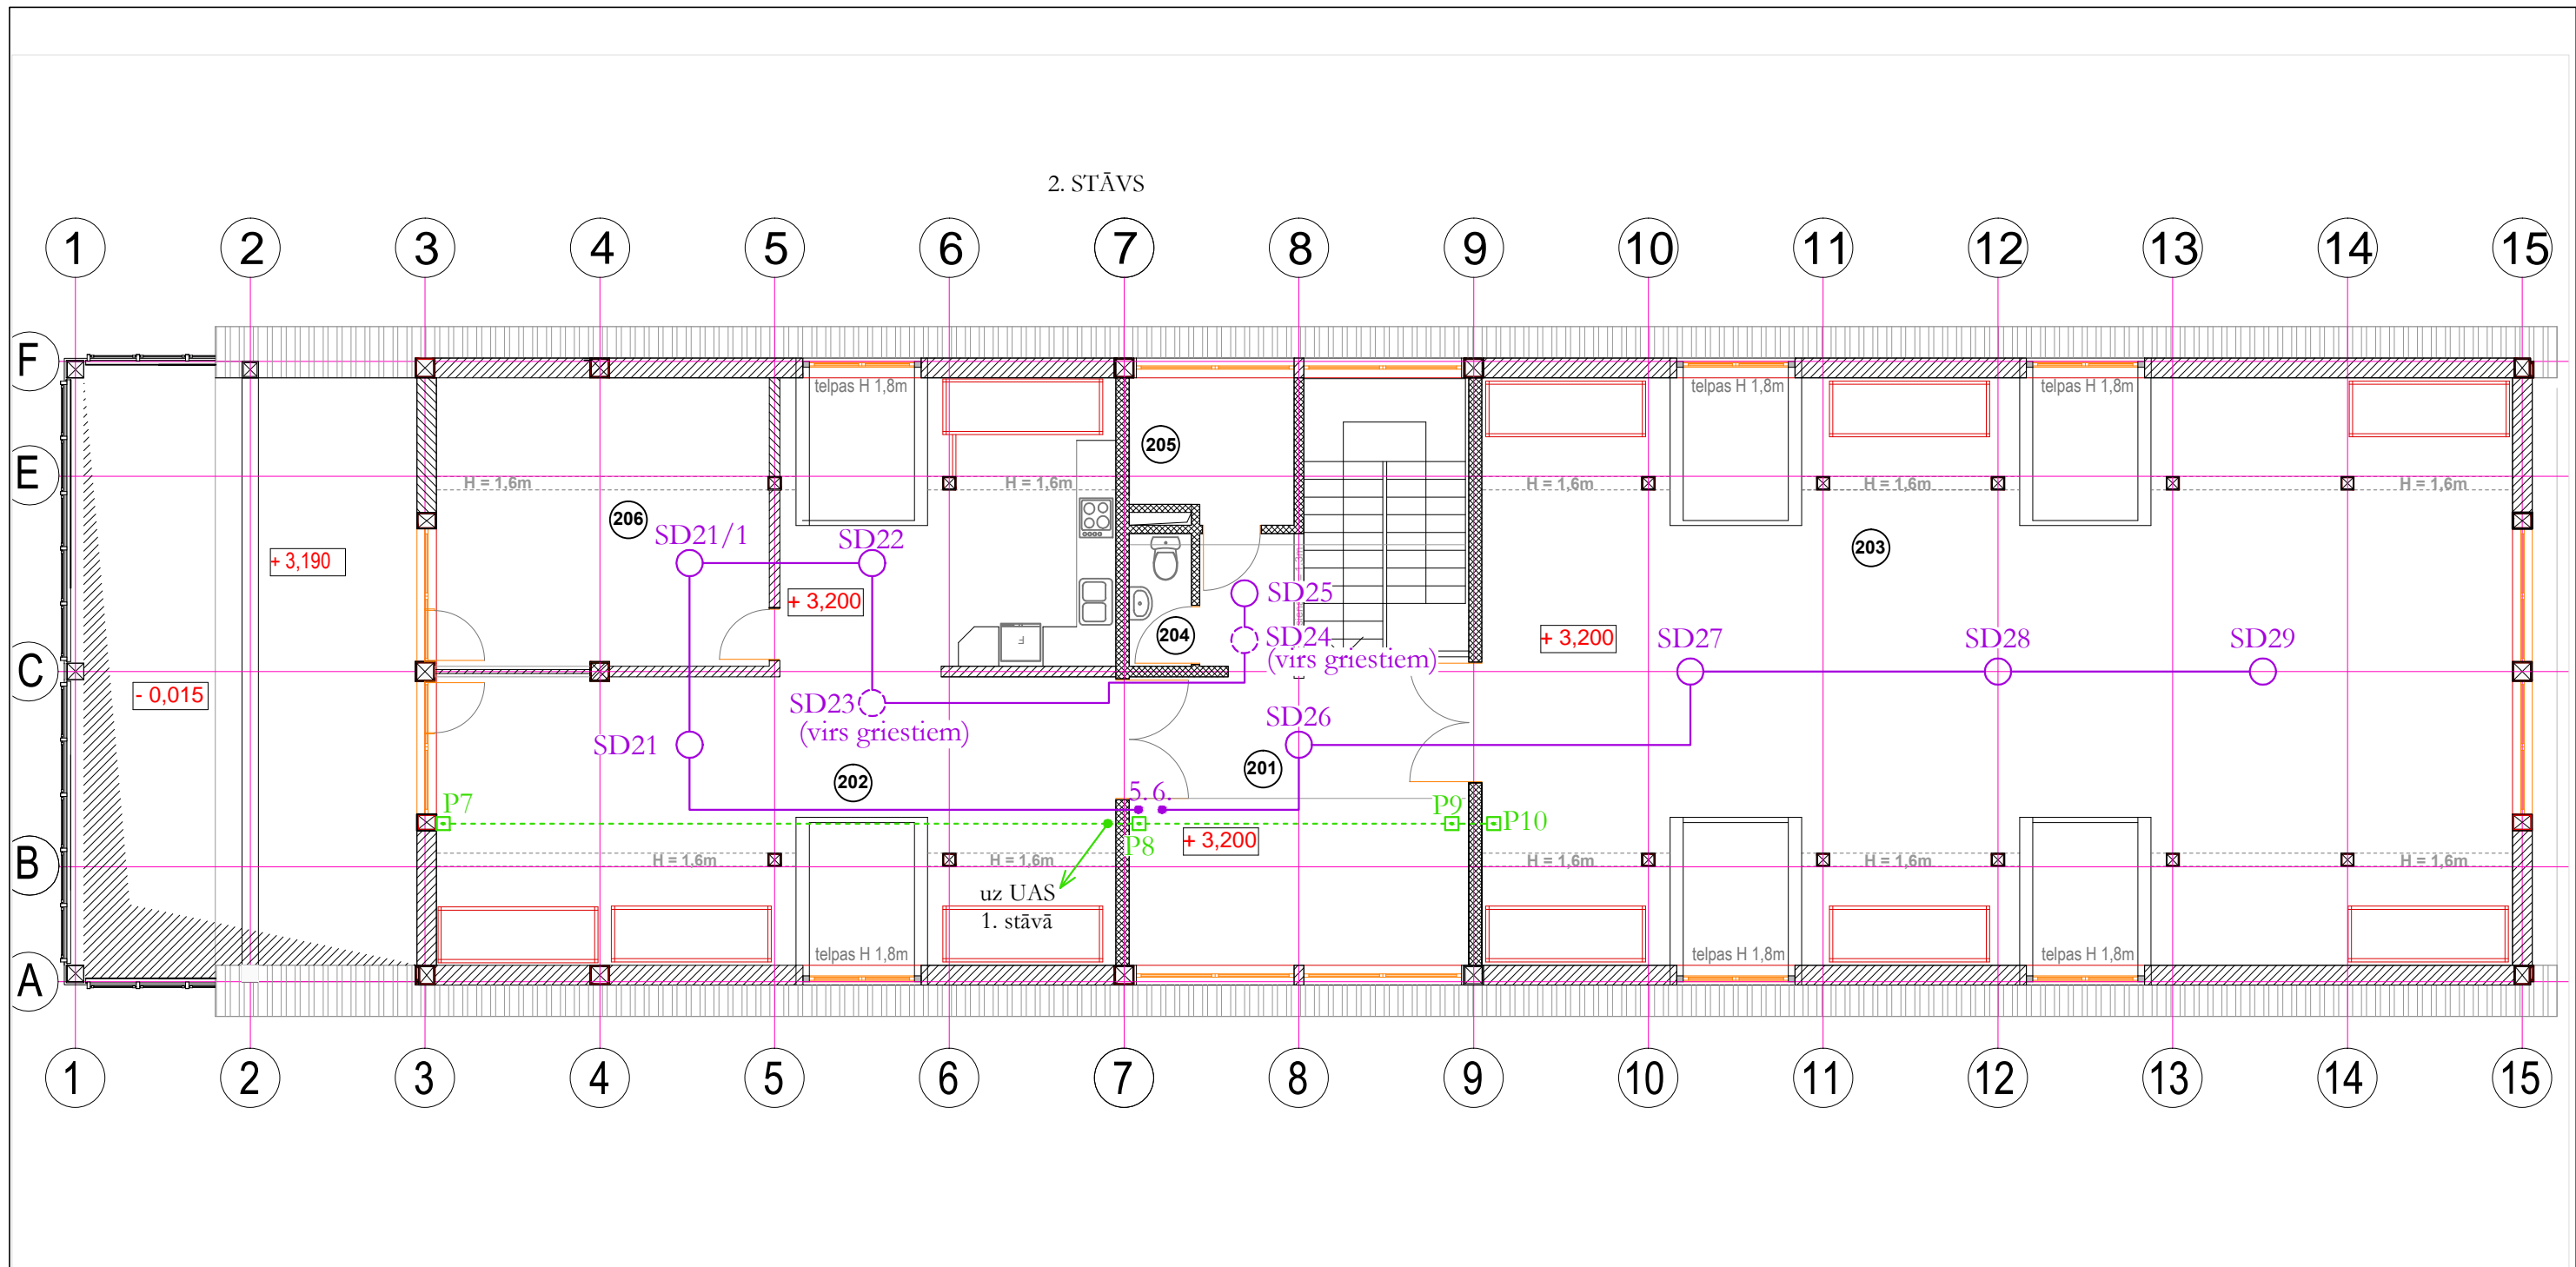 2. STĀVS
1 2 3 4 5 6 7 8 9 10 11 12 13 14 15
F
telpas H 1,8m telpas H 1,8m telpas H 1,8m
205
E
H = 1,6m H = 1,6m H = 1,6m H = 1,6m H = 1,6m
206
SD21/1 SD22
203
+ 3,190
+ 3,200
F
SD25
204
SD24
(virs griestiem)
+ 3,200
SD27 SD28 SD29
C
- 0,015
SD23
(virs griestiem)
SD21
SD26
202
201
5. 6.
P7
P8
P9
P10
+ 3,200
B
H = 1,6m H = 1,6m H = 1,6m H = 1,6m H = 1,6m
uz UAS
1. stāvā
telpas H 1,8m telpas H 1,8m telpas H 1,8m
A
1 2 3 4 5 6 7 8 9 10 11 12 13 14 15